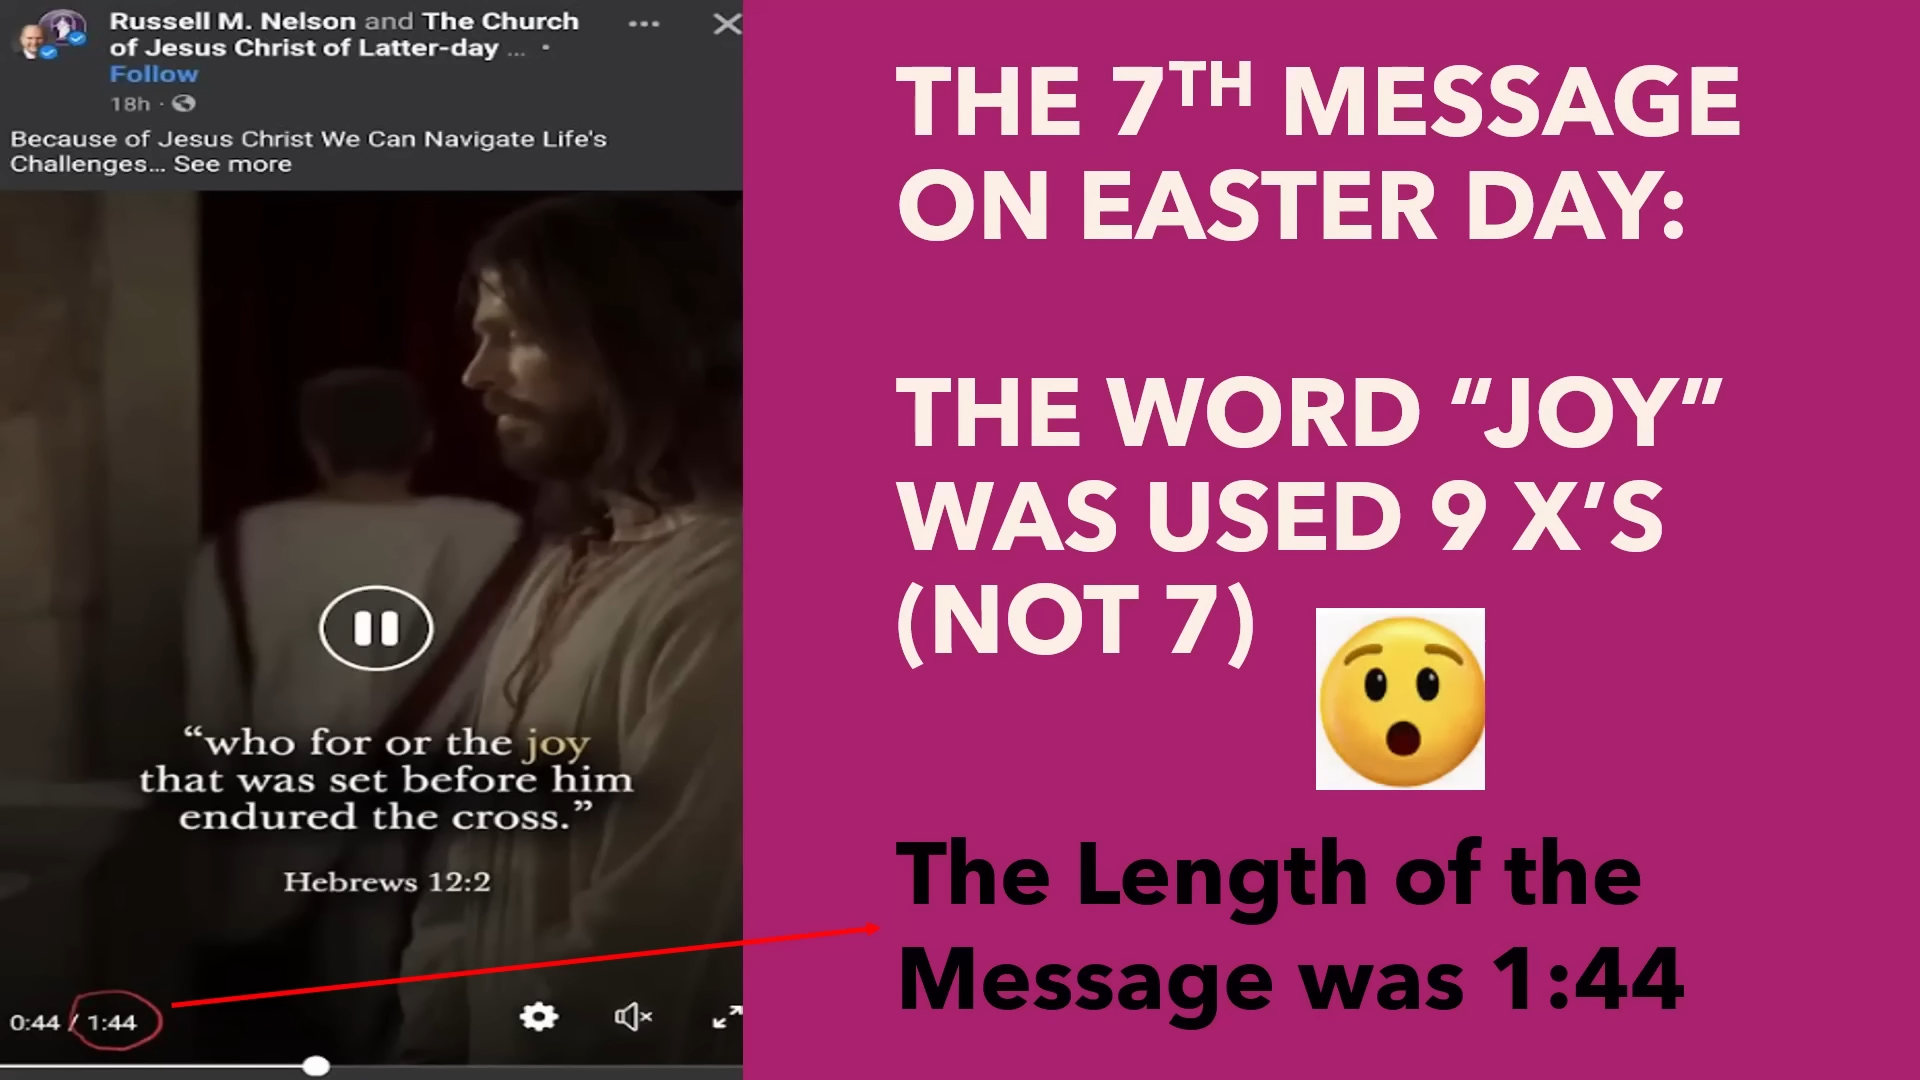 Russell M. Nelson and The Church
of Jesus Christ of Latter-day ... ·
Follow
18h ·
Because of Jesus Christ We Can Navigate Life's
Challenges... See more
“who for or the joy
that was set before him
endured the cross.”
Hebrews 12:2
0:44 / 1:44
THE 7TH MESSAGE
ON EASTER DAY:
THE WORD “JOY”
WAS USED 9 X’S
(NOT 7)
The Length of the
Message was 1:44